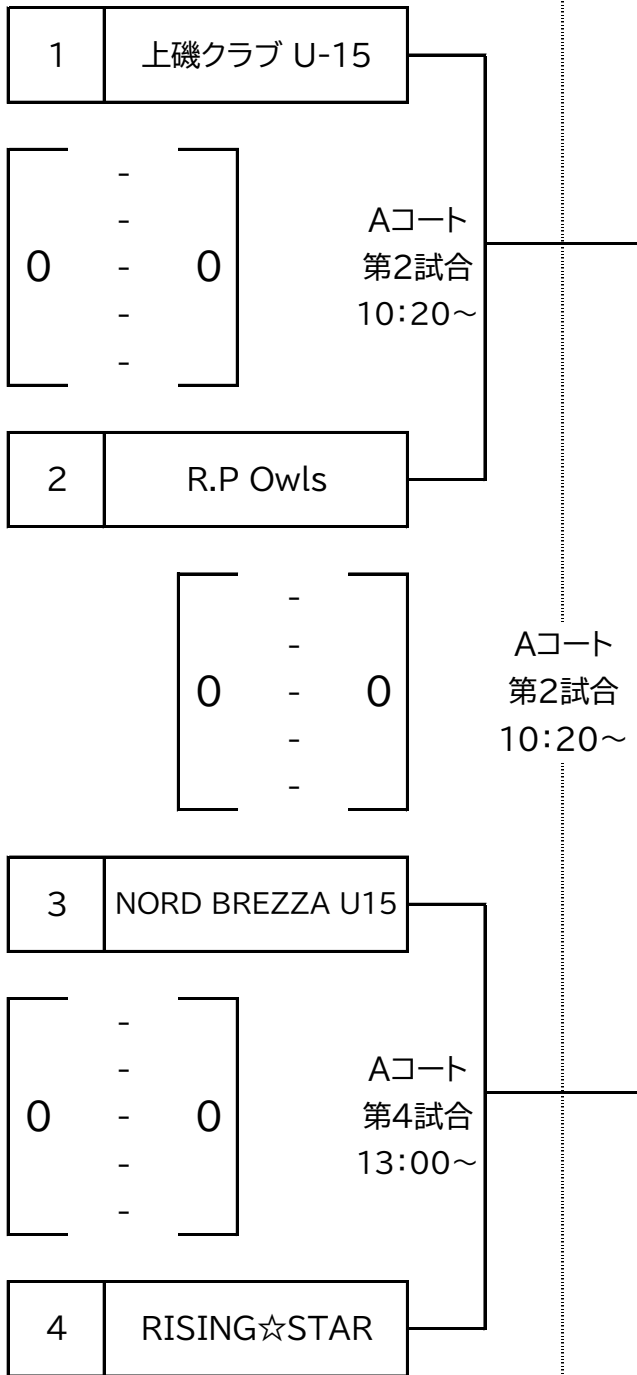 1 上磯クラブ U-15
-
-
0 - 0
-
-
Aコート
第2試合
10:20～
2 R.P Owls
-
-
0 - 0
-
-
Aコート
第2試合
10:20～
3 NORD BREZZA U15
-
-
0 - 0
-
-
Aコート
第4試合
13:00～
4 RISING☆STAR